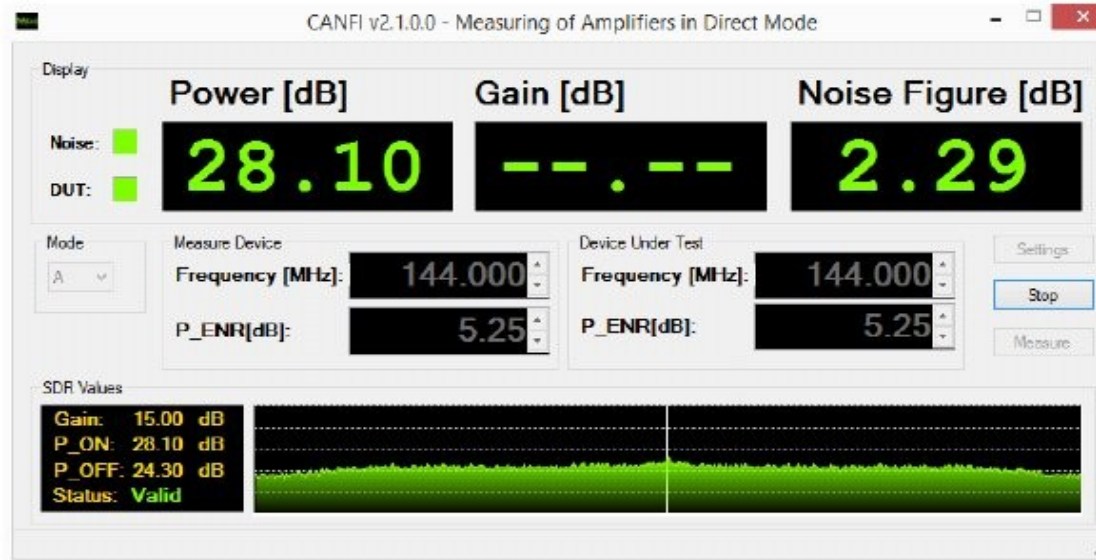 CANFI v2.1.0.0 - Measuring of Amplifiers in Direct Mode
Display
Power [dB] Gain [dB] Noise Figure [dB]
Noise:
DUT:
28.10 --.-- 2.29
Mode
A
Measure Device
Frequency [MHz]: 144.000
P_ENR[dB]: 5.25
Device Under Test
Frequency [MHz]: 144.000
P_ENR[dB]: 5.25
Settings
Stop
Measure
SDR Values
Gain: 15.00 dB
P_ON: 28.10 dB
P_OFF: 24.30 dB
Status: Valid